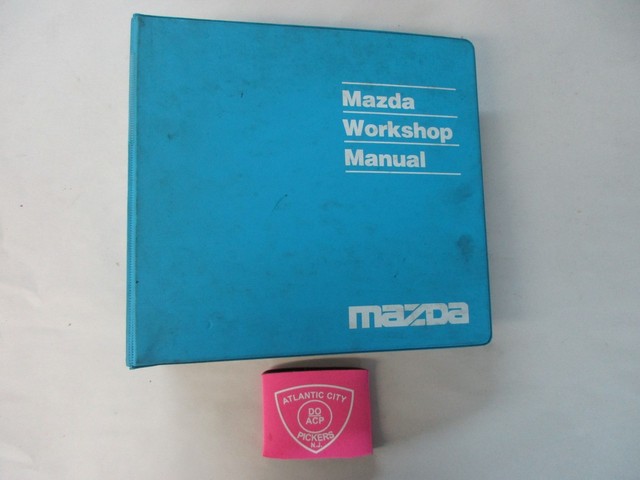 Mazda
Workshop
Manual
mazDa
ATLANTIC CITY
DO
ACP
PICKERS
N.J.